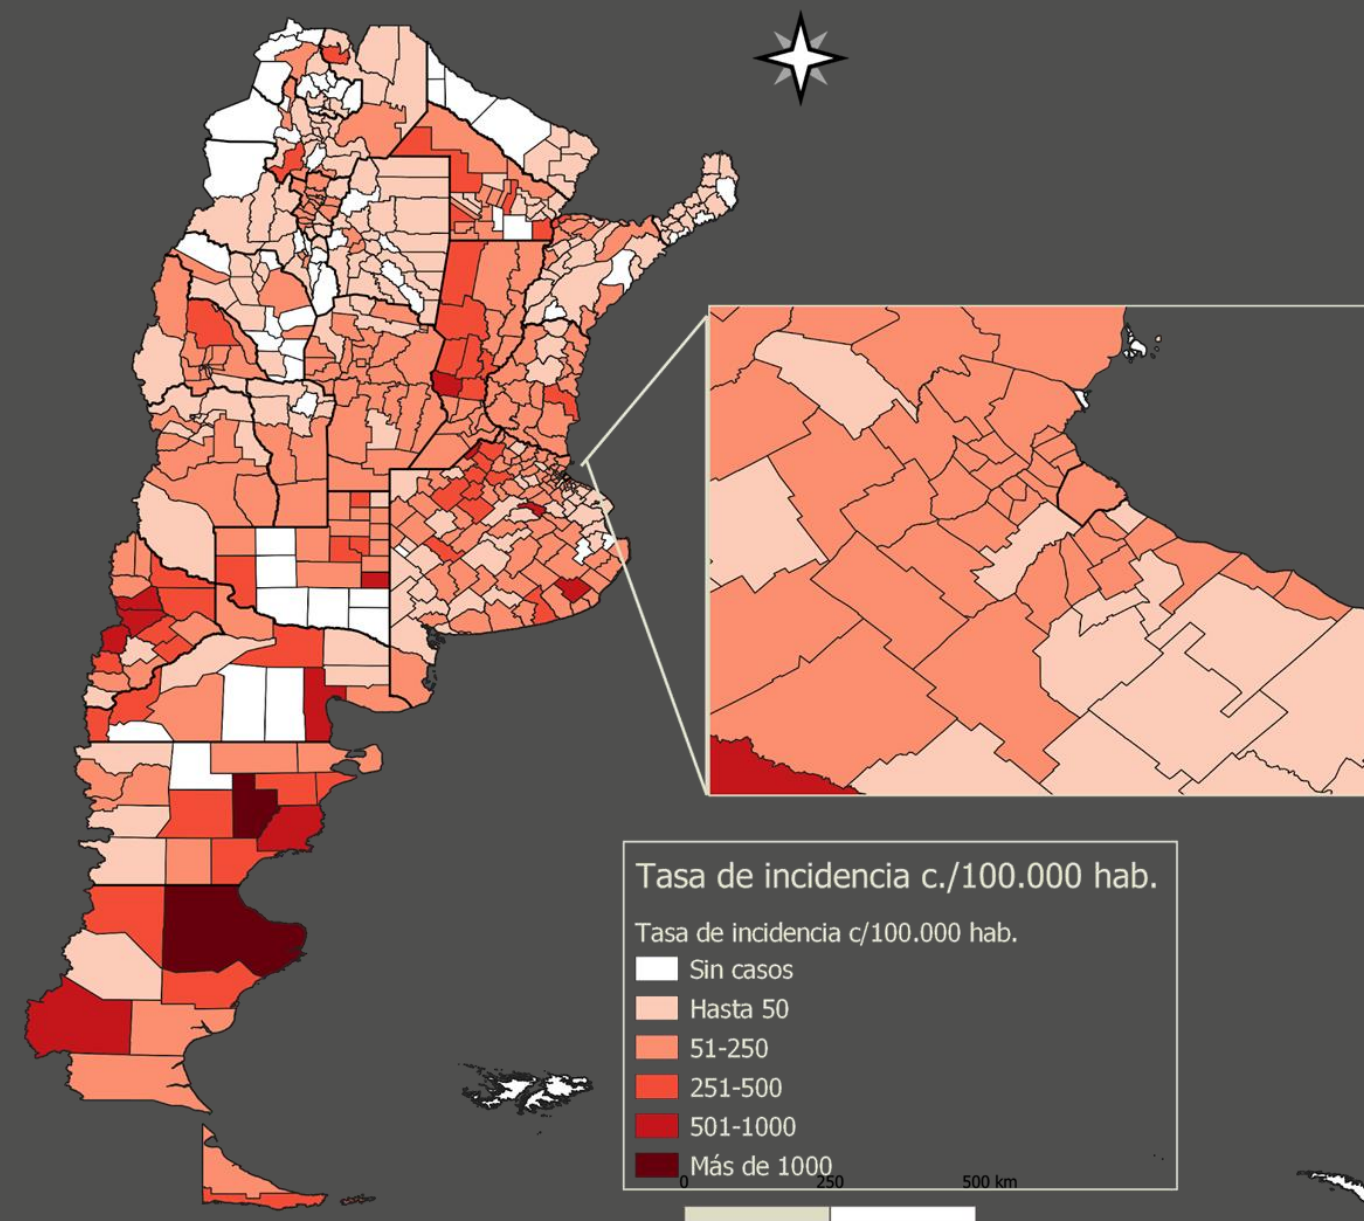 Tasa de incidencia c./100.000 hab.
Tasa de incidencia c/100.000 hab.
Sin casos
Hasta 50
51-250
251-500
501-1000
Más de 1000
0 250 500 km